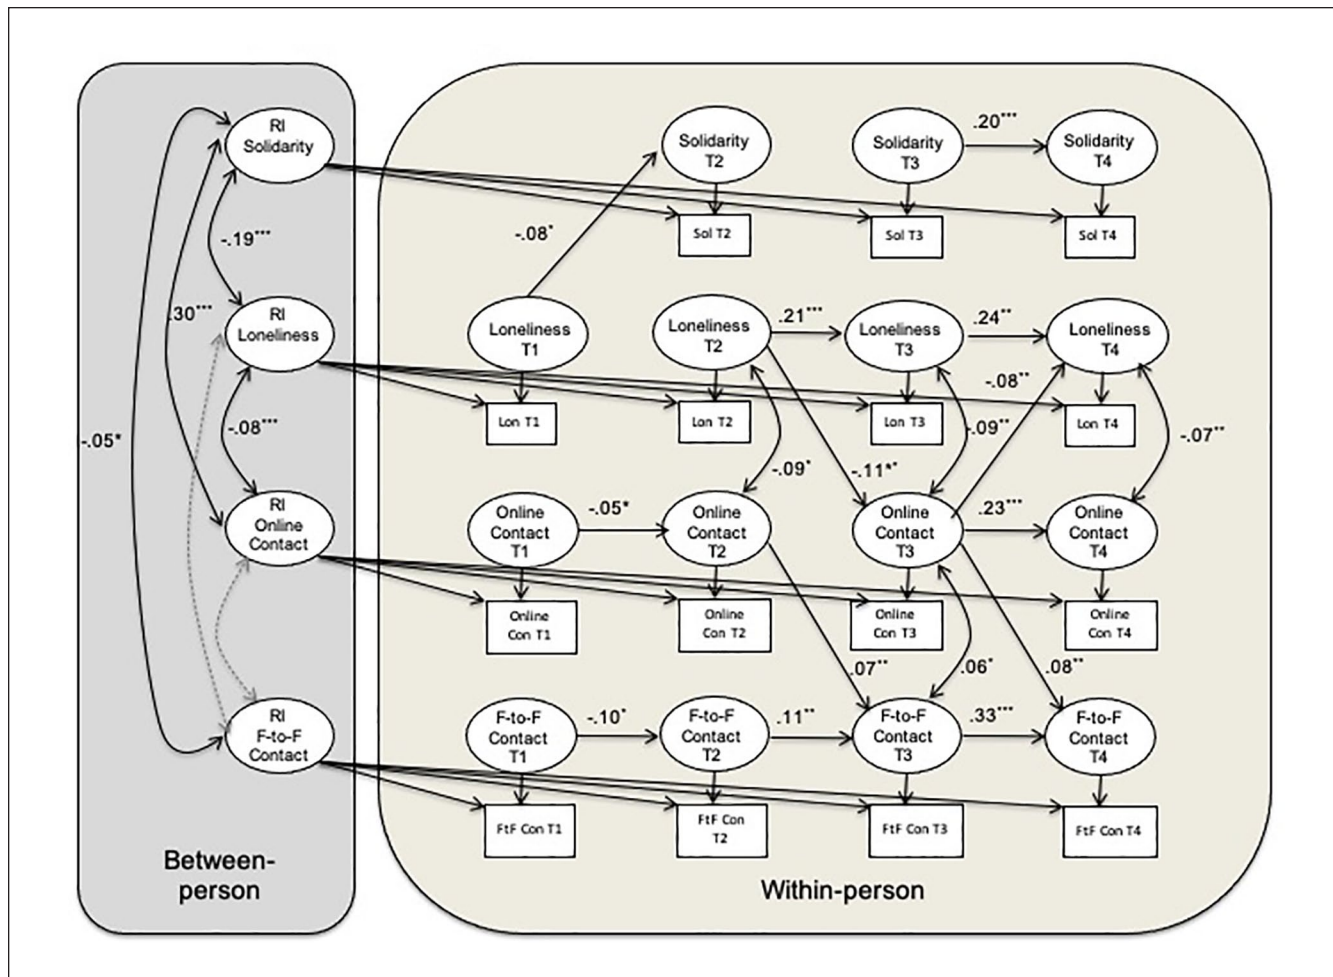 RI
Solidarity
Solidarity
T2
Solidarity
T3
.20***
Solidarity
T4
Sol T2
Sol T3
Sol T4
-.19***
-.08*
.30***
RI
Loneliness
Loneliness
T1
Loneliness
T2
.21***
Loneliness
T3
.24**
Loneliness
T4
-.08**
Lon T1
Lon T2
Lon T3
Lon T4
-.05*
-.08***
-.09*
-.11**
-.09**
-.07**
RI
Online
Contact
Online
Contact
T1
-.05*
Online
Contact
T2
Online
Contact
T3
.23***
Online
Contact
T4
Online
Con T1
Online
Con T2
Online
Con T3
Online
Con T4
.07**
.06*
.08**
RI
F-to-F
Contact
F-to-F
Contact
T1
-.10*
F-to-F
Contact
T2
.11**
F-to-F
Contact
T3
.33***
F-to-F
Contact
T4
FtF Con T1
FtF Con
T2
FtF Con T3
FtF Con T4
Between-
person
Within-person